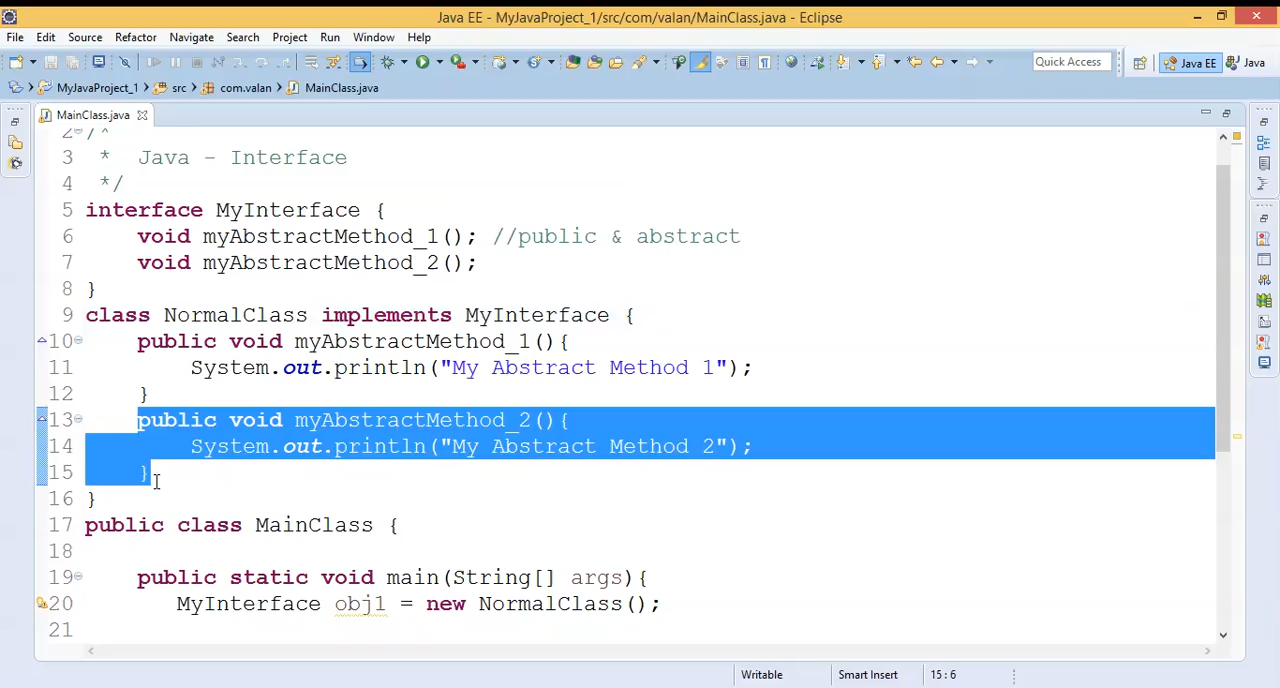 Java EE - MyJavaProject_1/src/com/valan/MainClass.java - Eclipse
File Edit Source Refactor Navigate Search Project Run Window Help
Quick Access Java EE Java
MyJavaProject_1 src com.valan MainClass.java
MainClass.java
2 /*
3 * Java - Interface
4 */
5 interface MyInterface {
6 void myAbstractMethod_1(); //public & abstract
7 void myAbstractMethod_2();
8 }
9 class NormalClass implements MyInterface {
10 public void myAbstractMethod_1(){
11 System.out.println("My Abstract Method 1");
12 }
13 public void myAbstractMethod_2(){
14 System.out.println("My Abstract Method 2");
15 }
16 }
17 public class MainClass {
18
19 public static void main(String[] args){
20 MyInterface obj1 = new NormalClass();
21
Writable Smart Insert 15 : 6